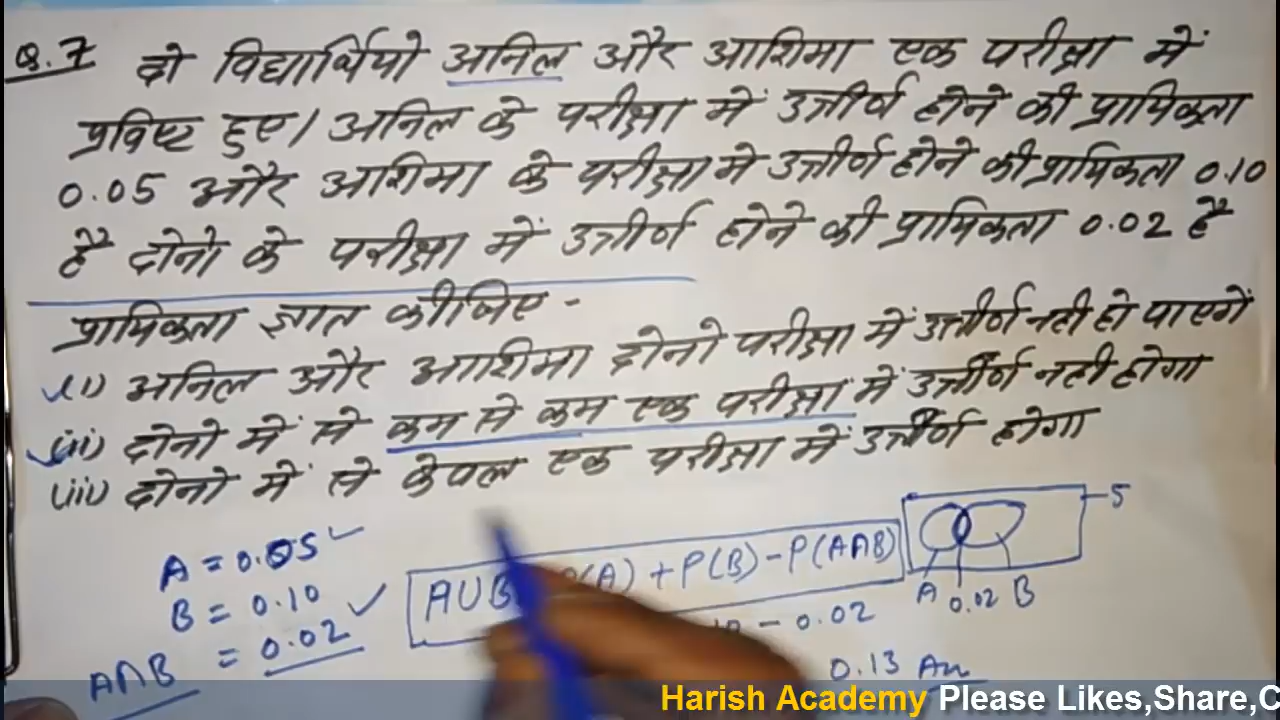 Q.7 दो विद्यार्थियो अनिल और आशिमा एक परीक्षा में
प्रविष्ट हुए। अनिल के परीक्षा में उत्तीर्ण होने की प्रायिकता
0.05 और आशिमा के परीक्षा मे उत्तीर्ण होने की प्रायिकता 0.10
है दोनो के परीक्षा में उत्तीर्ण होने की प्रायिकता 0.02 है
प्रायिकता ज्ञात कीजिए -
(i) अनिल और आशिमा दोनो परीक्षा में उत्तीर्ण नही हो पाएगें
(ii) दोनो में से कम से कम एक परीक्षा में उत्तीर्ण नही होगा
(iii) दोनो में से केवल एक परीक्षा में उत्तीर्ण होगा
S
A = 0.05
AUB P(A) + P(B) - P(A∩B)
A 0.02 B
B = 0.10
- 0.02
A∩B = 0.02
0.13 An
Harish Academy Please Likes,Share,C